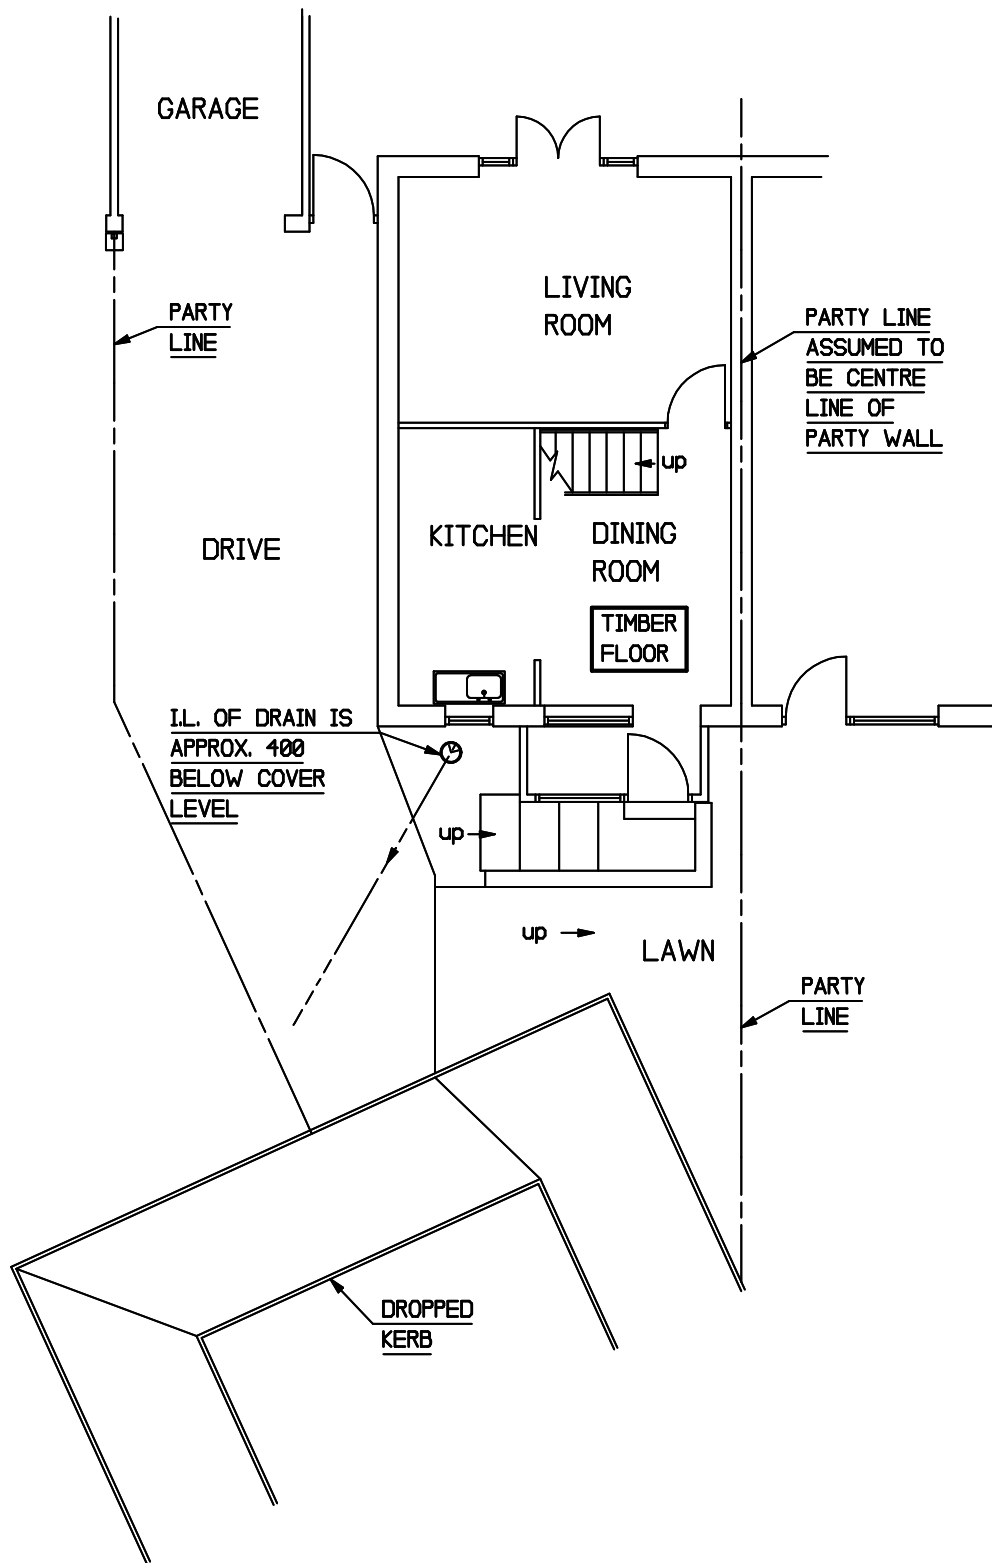 GARAGE
PARTY
LINE
LIVING
ROOM
PARTY LINE
ASSUMED TO
BE CENTRE
LINE OF
PARTY WALL
up
KITCHEN
DINING
ROOM
DRIVE
TIMBER
FLOOR
I.L. OF DRAIN IS
APPROX. 400
BELOW COVER
LEVEL
up
up
LAWN
PARTY
LINE
DROPPED
KERB